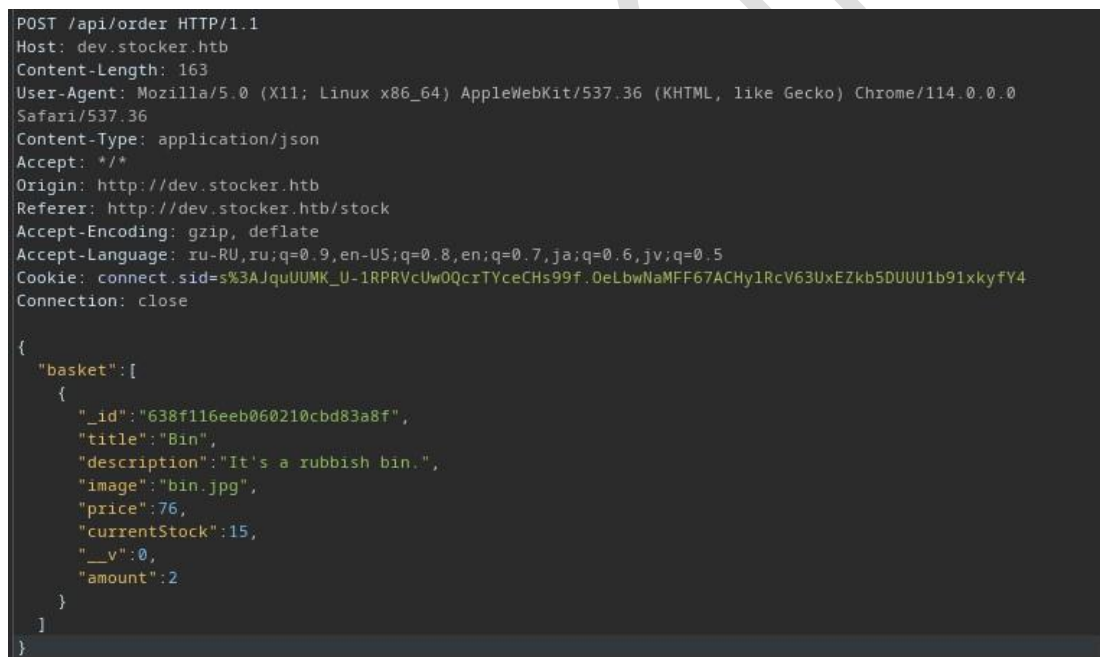 POST /api/order HTTP/1.1
Host: dev.stocker.htb
Content-Length: 163
User-Agent: Mozilla/5.0 (X11; Linux x86_64) AppleWebKit/537.36 (KHTML, like Gecko) Chrome/114.0.0.0
Safari/537.36
Content-Type: application/json
Accept: */*
Origin: http://dev.stocker.htb
Referer: http://dev.stocker.htb/stock
Accept-Encoding: gzip, deflate
Accept-Language: ru-RU,ru;q=0.9,en-US;q=0.8,en;q=0.7,ja;q=0.6,jv;q=0.5
Cookie: connect.sid=s%3AJquUUMK_U-1RPRVcUwOQcrTYceCHs99f.OeLbwNaMFF67ACHylRcV63UxEZkb5DUUU1b91xkyfY4
Connection: close
{
"basket":[
{
"_id":"638f116eeb060210cbd83a8f",
"title":"Bin",
"description":"It's a rubbish bin.",
"image":"bin.jpg",
"price":76,
"currentStock":15,
"__v":0,
"amount":2
}
]
}